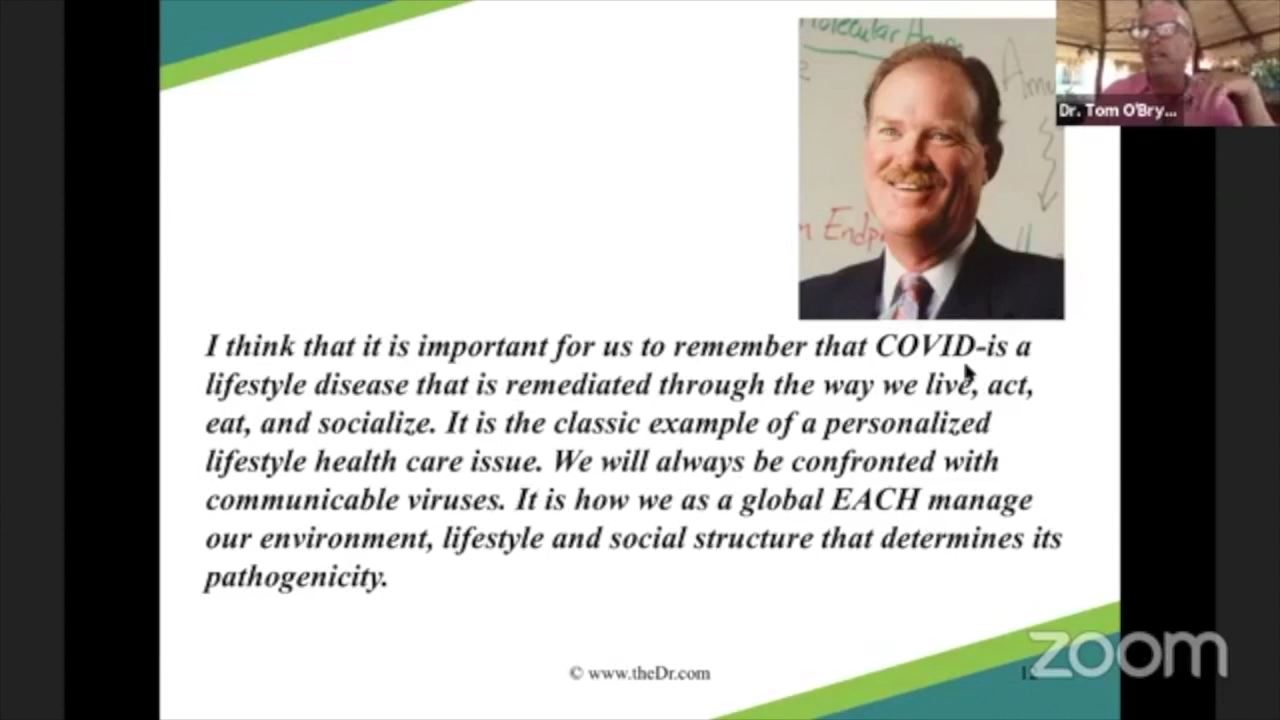 Molecular
Dr. Tom O'Bry...
Endp
I think that it is important for us to remember that COVID-is a
lifestyle disease that is remediated through the way we live, act,
eat, and socialize. It is the classic example of a personalized
lifestyle health care issue. We will always be confronted with
communicable viruses. It is how we as a global EACH manage
our environment, lifestyle and social structure that determines its
pathogenicity.
© www.theDr.com
zoom